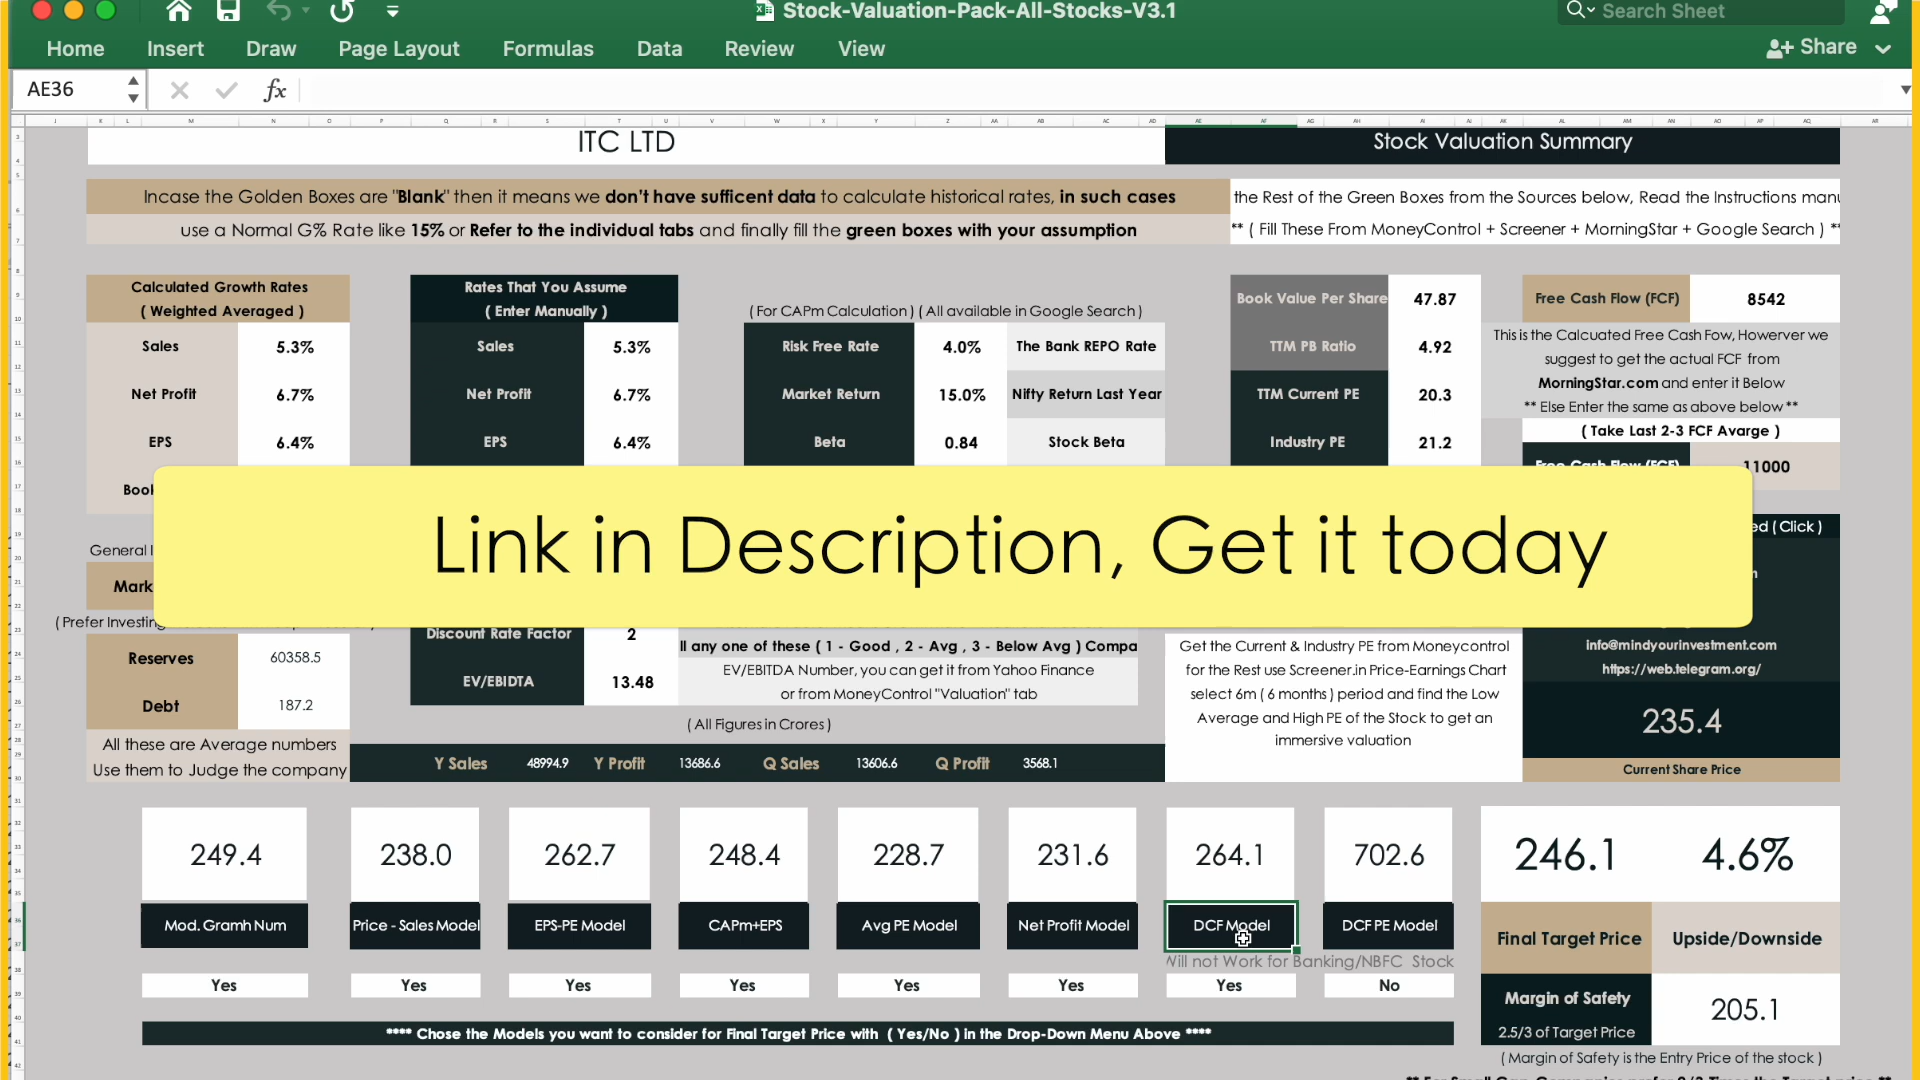 Stock-Valuation-Pack-All-Stocks-V3.1
Search Sheet
Home Insert Draw Page Layout Formulas Data Review View
Share
AE36
fx
ITC LTD
Stock Valuation Summary
Incase the Golden Boxes are "Blank" then it means we don't have sufficent data to calculate historical rates, in such cases
use a Normal G% Rate like 15% or Refer to the individual tabs and finally fill the green boxes with your assumption
the Rest of the Green Boxes from the Sources below, Read the Instructions manu
** ( Fill These From MoneyControl + Screener + MorningStar + Google Search ) **
Calculated Growth Rates
( Weighted Averaged )
Sales 5.3%
Net Profit 6.7%
EPS 6.4%
Book
Rates That You Assume
( Enter Manually )
Sales 5.3%
Net Profit 6.7%
EPS 6.4%
( For CAPm Calculation ) ( All available in Google Search )
Risk Free Rate 4.0% The Bank REPO Rate
Market Return 15.0% Nifty Return Last Year
Beta 0.84 Stock Beta
Book Value Per Share 47.87
TTM PB Ratio 4.92
TTM Current PE 20.3
Industry PE 21.2
Free Cash Flow (FCF) 8542
This is the Calcuated Free Cash Fow, Howerver we
suggest to get the actual FCF from
MorningStar.com and enter it Below
** Else Enter the same as above below **
( Take Last 2-3 FCF Avarge )
Free Cash Flow (FCF) 11000
Link in Description, Get it today
ed ( Click )
General I
Mark
( Prefer Investing
Reserves 60358.5
Debt 187.2
All these are Average numbers
Use them to Judge the company
Discount Rate Factor 2
ll any one of these ( 1 - Good , 2 - Avg , 3 - Below Avg ) Compa
EV/EBIDTA 13.48
EV/EBITDA Number, you can get it from Yahoo Finance
or from MoneyControl "Valuation" tab
( All Figures in Crores )
Y Sales 48994.9 Y Profit 13686.6 Q Sales 13606.6 Q Profit 3568.1
Get the Current & Industry PE from Moneycontrol
for the Rest use Screener.in Price-Earnings Chart
select 6m ( 6 months ) period and find the Low
Average and High PE of the Stock to get an
immersive valuation
Info@mindyourinvestment.com
https://web.telegram.org/
235.4
Current Share Price
249.4 238.0 262.7 248.4 228.7 231.6 264.1 702.6
Mod. Gramh Num Price - Sales Model EPS-PE Model CAPm+EPS Avg PE Model Net Profit Model DCF Model DCF PE Model
Will not Work for Banking/NBFC Stock
Yes Yes Yes Yes Yes Yes Yes No
**** Chose the Models you want to consider for Final Target Price with ( Yes/No ) in the Drop-Down Menu Above ****
246.1 4.6%
Final Target Price Upside/Downside
Margin of Safety 205.1
2.5/3 of Target Price
( Margin of Safety is the Entry Price of the stock )